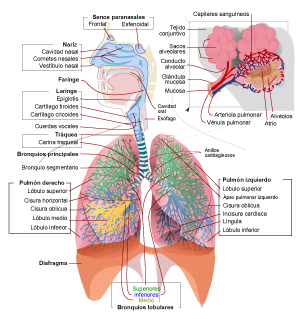 Senos paranasales
Frontal
Esfenoidal
Nariz
Cavidad nasal
Cornetes nasales
Vestíbulo nasal
Faringe
Laringe
Epiglotis
Cartílago tiroides
Cartílago cricoides
Cuerdas vocales
Tráquea
Carina traqueal
Bronquios principales
Bronquio segmentario
Pulmón derecho
Lóbulo superior
Cisura horizontal
Cisura oblicua
Lóbulo medio
Lóbulo inferior
Diafragma
Cavidad
oral
Esófago
Capilares sanguíneos
Tejido
conjuntivo
Sacos
alveolares
Conducto
alveolar
Glándula
mucosa
Mucosa
Arteriola pulmonar
Vénula pulmonar
Alvéolos
Atrio
Anillos
cartilaginosos
Pulmón izquierdo
Lóbulo superior
Ápex pulmonar izquierdo
Cisura oblicua
Incisura cardíaca
Língula
Lóbulo inferior
Superiores
Inferiores
Medio
Bronquios lobulares